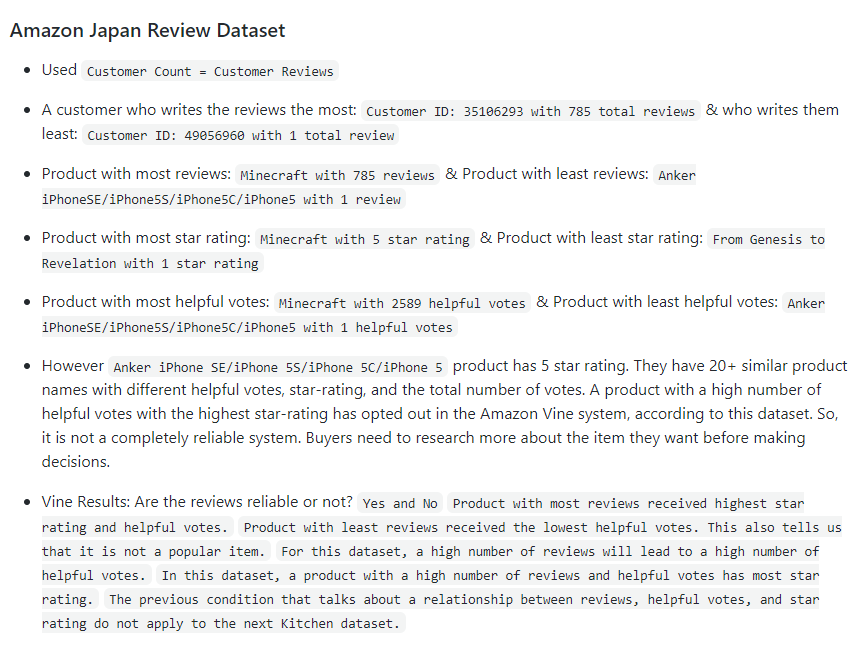 Amazon Japan Review Dataset
Used Customer Count = Customer Reviews
A customer who writes the reviews the most: Customer ID: 35106293 with 785 total reviews & who writes them
least: Customer ID: 49056960 with 1 total review
Product with most reviews: Minecraft with 785 reviews & Product with least reviews: Anker
iPhoneSE/iPhone5S/iPhone5C/iPhone5 with 1 review
Product with most star rating: Minecraft with 5 star rating & Product with least star rating: From Genesis to
Revelation with 1 star rating
Product with most helpful votes: Minecraft with 2589 helpful votes & Product with least helpful votes: Anker
iPhoneSE/iPhone5S/iPhone5C/iPhone5 with 1 helpful votes
However Anker iPhone SE/iPhone 5S/iPhone 5C/iPhone 5 product has 5 star rating. They have 20+ similar product
names with different helpful votes, star-rating, and the total number of votes. A product with a high number of
helpful votes with the highest star-rating has opted out in the Amazon Vine system, according to this dataset. So,
it is not a completely reliable system. Buyers need to research more about the item they want before making
decisions.
Vine Results: Are the reviews reliable or not? Yes and No Product with most reviews received highest star
rating and helpful votes. Product with least reviews received the lowest helpful votes. This also tells us
that it is not a popular item. For this dataset, a high number of reviews will lead to a high number of
helpful votes. In this dataset, a product with a high number of reviews and helpful votes has most star
rating. The previous condition that talks about a relationship between reviews, helpful votes, and star
rating do not apply to the next Kitchen dataset.